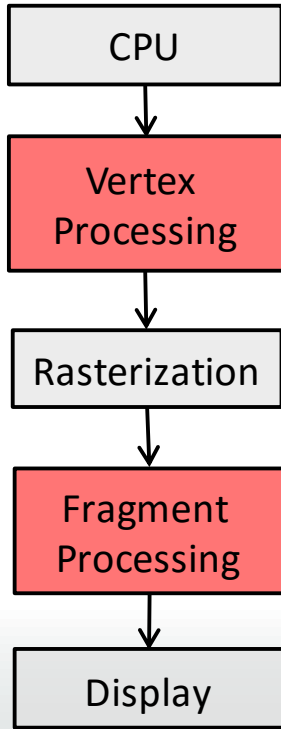 CPU
Vertex
Processing
Rasterization
Fragment
Processing
Display